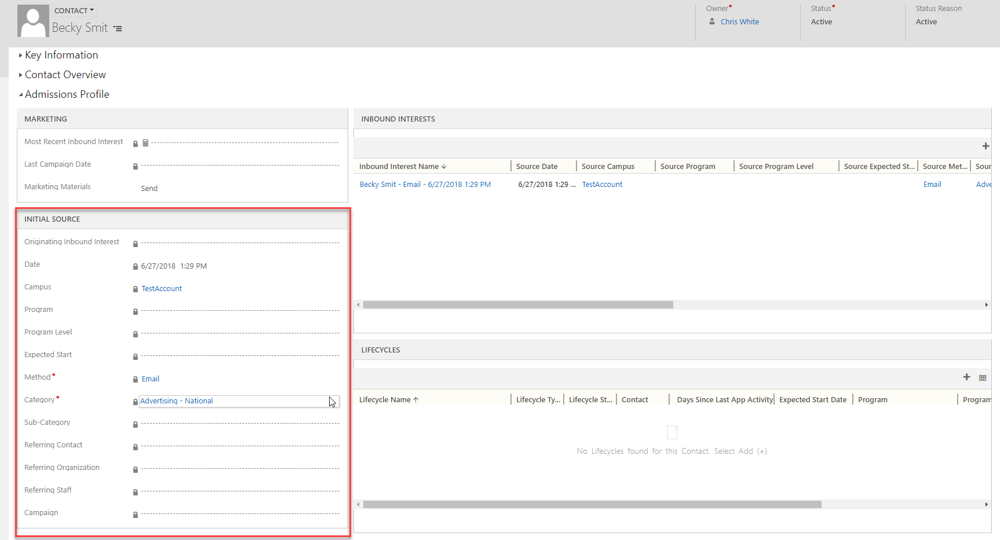 CONTACT
Becky Smit
Owner*
Chris White
Status*
Active
Status Reason
Active
Key Information
Contact Overview
Admissions Profile
MARKETING
Most Recent Inbound Interest
Last Campaign Date
Marketing Materials Send
INITIAL SOURCE
Originating Inbound Interest
Date 6/27/2018 1:29 PM
Campus TestAccount
Program
Program Level
Expected Start
Method* Email
Category* Advertising - National
Sub-Category
Referring Contact
Referring Organization
Referring Staff
Campaign
INBOUND INTERESTS
Inbound Interest Name Source Date Source Campus Source Program Source Program Level Source Expected St... Source Met... Sour
Becky Smit - Email - 6/27/2018 1:29 PM 6/27/2018 1:29 ... TestAccount Email Adve
LIFECYCLES
Lifecycle Name Lifecycle Ty... Lifecycle St... Contact Days Since Last App Activity Expected Start Date Program Program
No Lifecycles found for this Contact. Select Add (+).